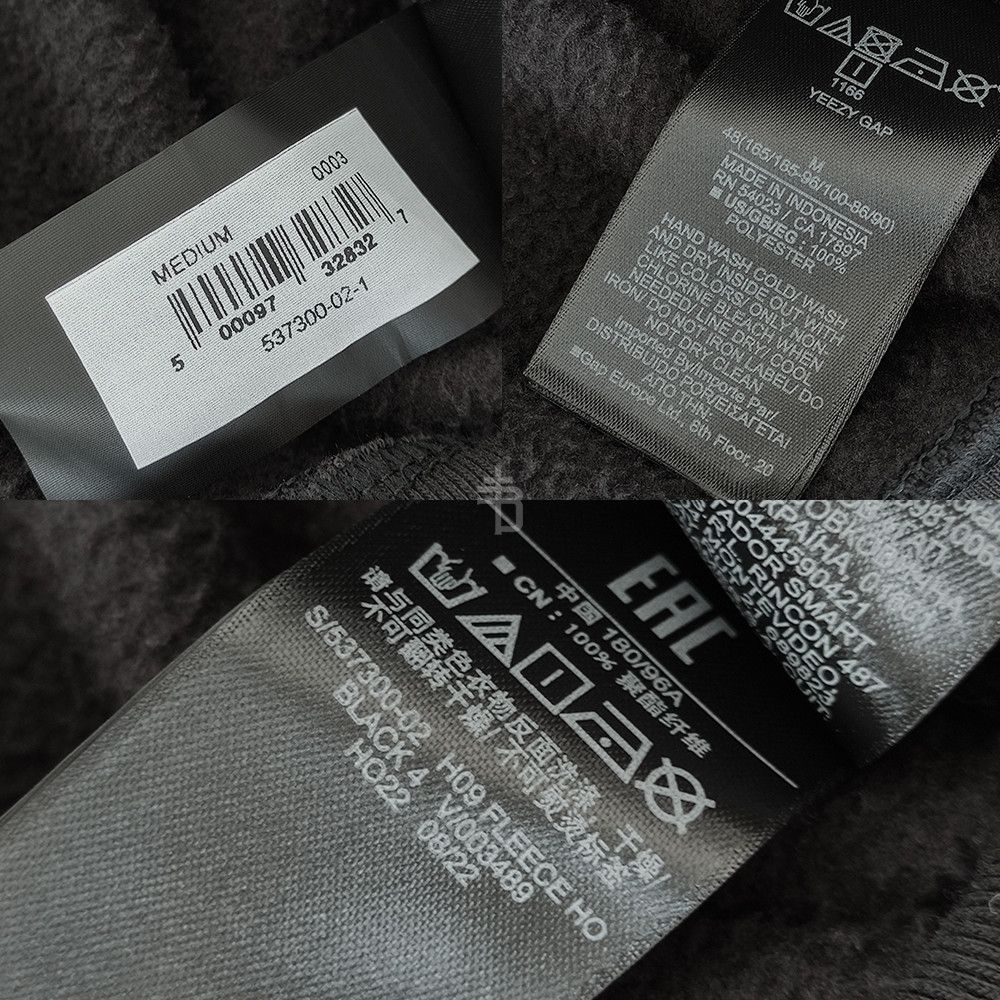 0003
MEDIUM
5 00097 32832 7
537300-02-1
1166
YEEZY GAP
M
48(165/185-96/100-86/90)
MADE IN INDONESIA
RN 54023 / CA 17897
US/GB/EG : 100%
POLYESTER
HAND WASH COLD/ WASH
AND DRY INSIDE OUT WITH
LIKE COLORS/ ONLY NON
CHLORINE BLEACH WHEN
NEEDED/ LINE DRY/ COOL
IRON/ DO NOT IRON LABEL/ DO
NOT DRY CLEAN
Imported By/Importe Par/
DISTRIBUIDO POR/ΕΙΣΑΓΕΤΑΙ
ΑΠΟ ΤΗΝ-
Gap Europe Ltd., 8th Floor, 20
0444590421
TADOR SMART
RINCON 487
MONTEVIDEO,
EAC
中国 180/96A
CN : 100% 聚酯纤维
请与同类色衣物反面洗涤、干燥/
不可翻转干燥/ 不可熨烫标签
S/537300-02 H09 FLEECE HO
BLACK 4 V/003489
HO22 08/22